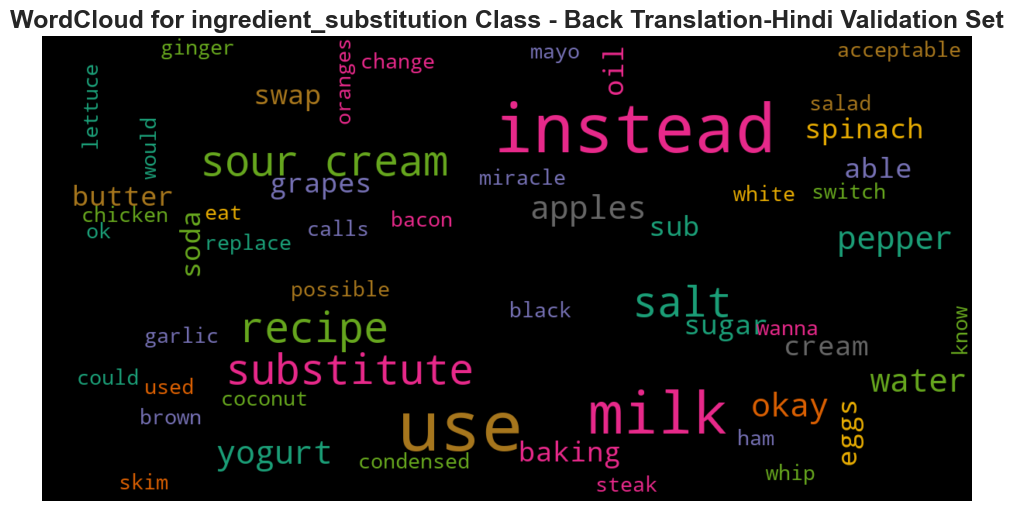 WordCloud for ingredient_substitution Class - Back Translation-Hindi Validation Set
ginger
oranges
change
mayo
oil
acceptable
lettuce
swap
would
instead
salad
spinach
sour cream
grapes
miracle
able
butter
white
switch
chicken
eat
apples
ok
soda
replace
calls
bacon
sub
pepper
possible
black
salt
sugar
wanna
know
garlic
recipe
cream
could
used
substitute
coconut
water
brown
use
milk
okay
eggs
yogurt
condensed
baking
ham
skim
steak
whip